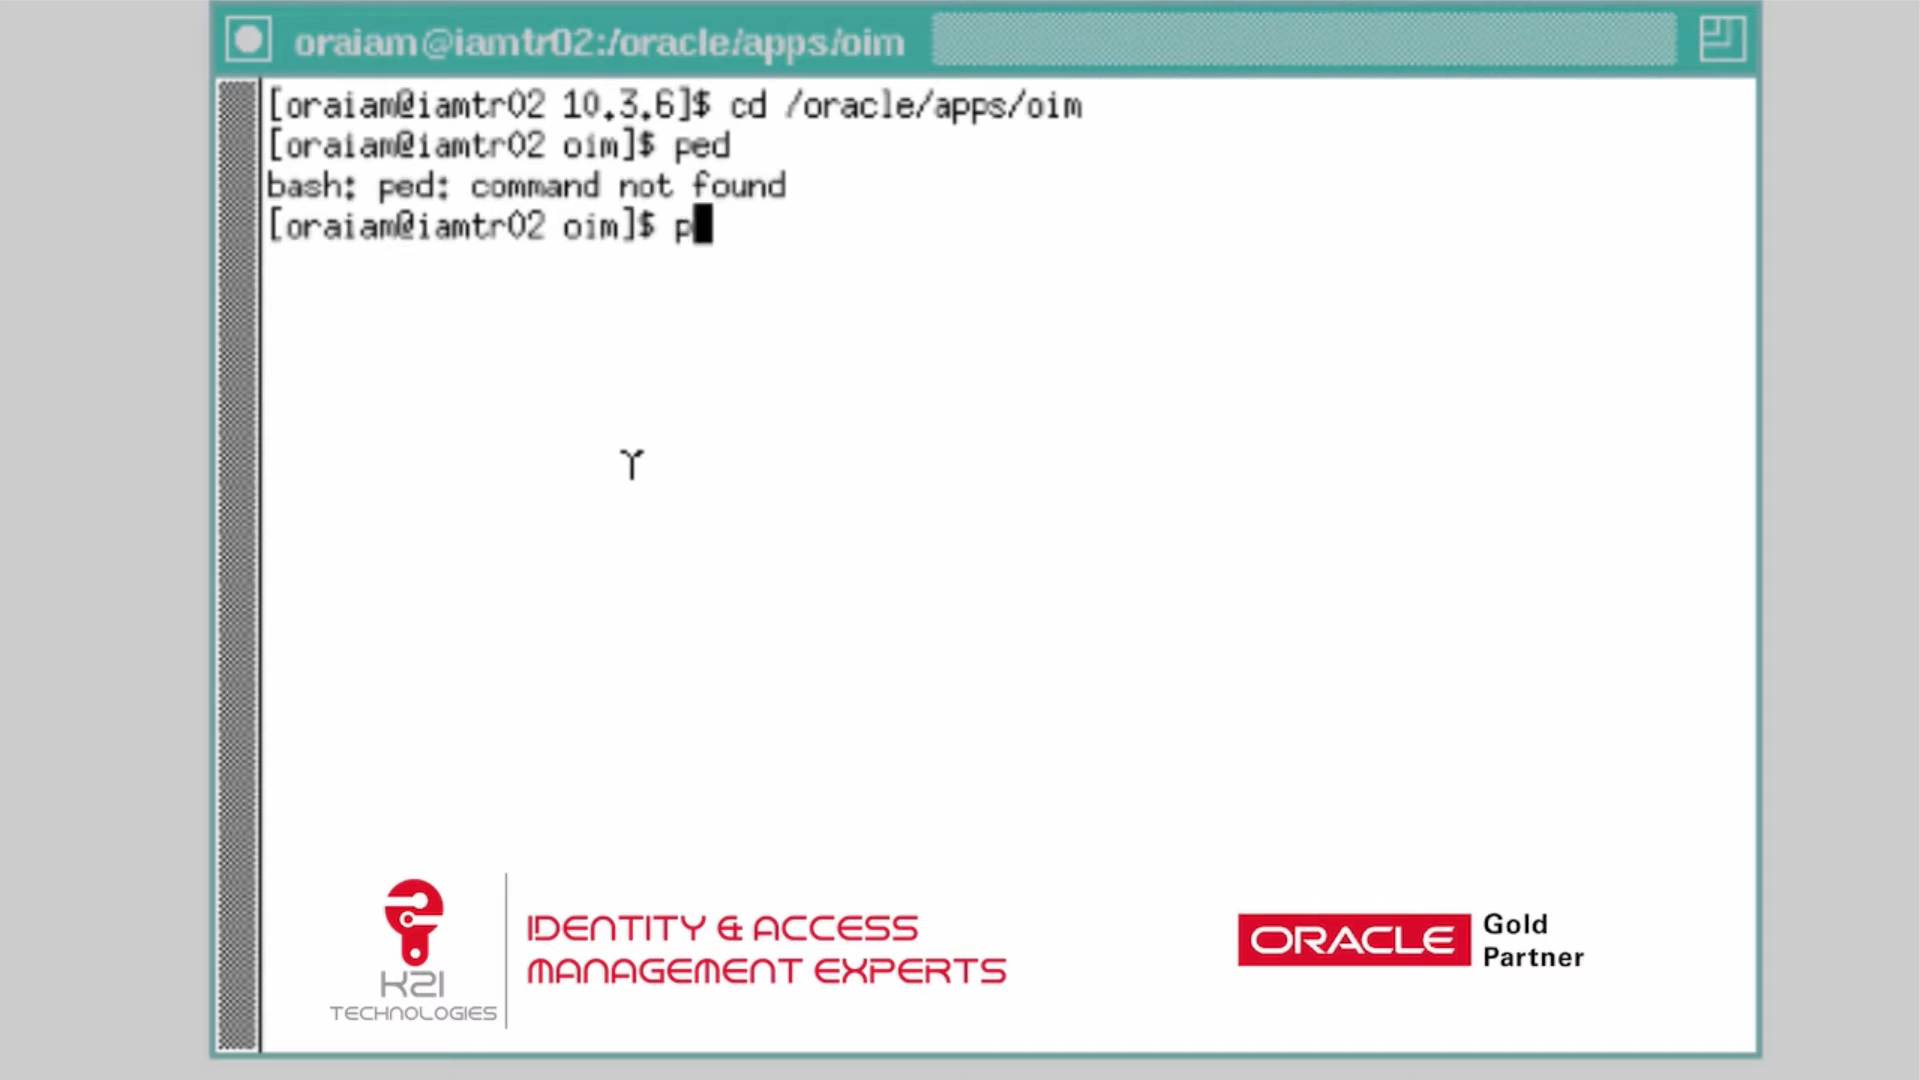 oraiam@iamtr02:/oracle/apps/oim
[oraiam@iamtr02 10.3.6]$ cd /oracle/apps/oim
[oraiam@iamtr02 oim]$ ped
bash: ped: command not found
[oraiam@iamtr02 oim]$ p
K21
TECHNOLOGIES
IDENTITY & ACCESS
MANAGEMENT EXPERTS
ORACLE
Gold
Partner